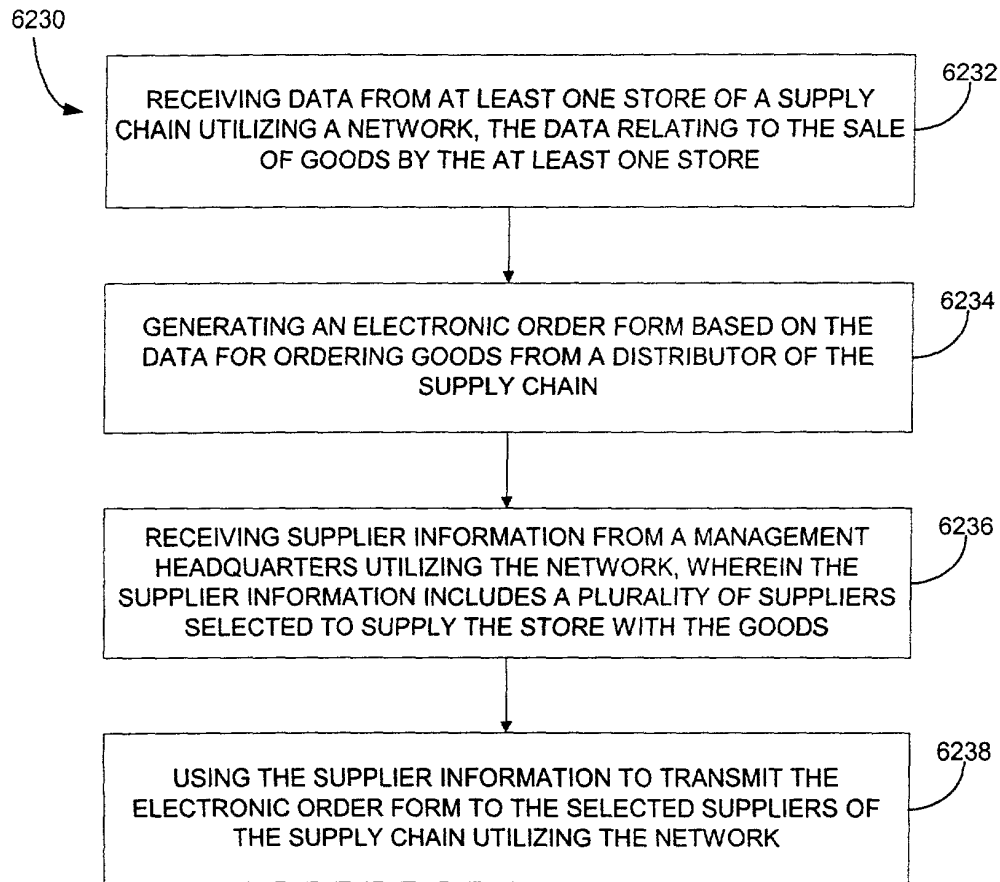 6230
6232
RECEIVING DATA FROM AT LEAST ONE STORE OF A SUPPLY
CHAIN UTILIZING A NETWORK, THE DATA RELATING TO THE SALE
OF GOODS BY THE AT LEAST ONE STORE
6234
GENERATING AN ELECTRONIC ORDER FORM BASED ON THE
DATA FOR ORDERING GOODS FROM A DISTRIBUTOR OF THE
SUPPLY CHAIN
6236
RECEIVING SUPPLIER INFORMATION FROM A MANAGEMENT
HEADQUARTERS UTILIZING THE NETWORK, WHEREIN THE
SUPPLIER INFORMATION INCLUDES A PLURALITY OF SUPPLIERS
SELECTED TO SUPPLY THE STORE WITH THE GOODS
6238
USING THE SUPPLIER INFORMATION TO TRANSMIT THE
ELECTRONIC ORDER FORM TO THE SELECTED SUPPLIERS OF
THE SUPPLY CHAIN UTILIZING THE NETWORK